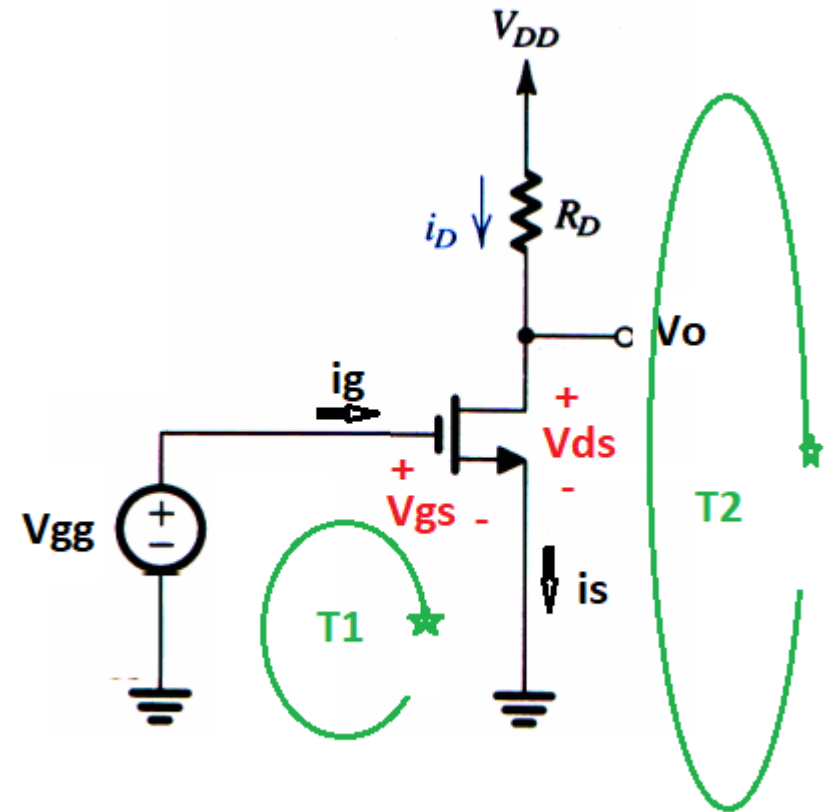 VDD
iD
RD
Vo
ig
+
Vds
-
+
Vgs -
Vgg
+
−
T1
T2
is